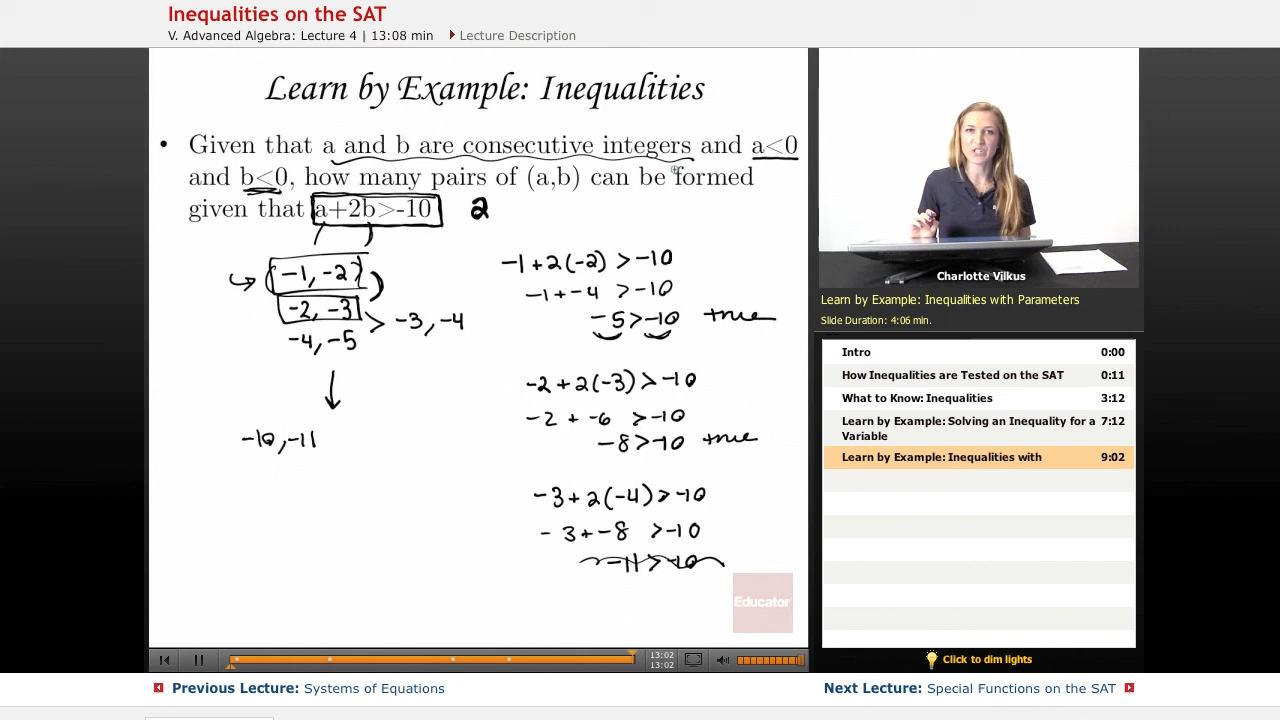 Inequalities on the SAT
V. Advanced Algebra: Lecture 4 | 13:08 min Lecture Description
Learn by Example: Inequalities
• Given that a and b are consecutive integers and a<0
and b<0, how many pairs of (a,b) can be formed
given that a+2b>-10 2
(-1, -2)
-2, -3
-3, -4
-4, -5
-10, -11
-1+2(-2) >-10
-1+-4 >-10
-5>-10 true
-2+2(-3)>-10
-2 + -6 >-10
-8>-10 true
-3+2(-4)>-10
-3+-8 >-10
-11>-10
Educator
Charlotte Vilkus
Learn by Example: Inequalities with Parameters
Slide Duration: 4:06 min.
Intro 0:00
How Inequalities are Tested on the SAT 0:11
What to Know: Inequalities 3:12
Learn by Example: Solving an Inequality for a 7:12
Variable
Learn by Example: Inequalities with 9:02
13:02
13:02
Click to dim lights
Previous Lecture: Systems of Equations
Next Lecture: Special Functions on the SAT